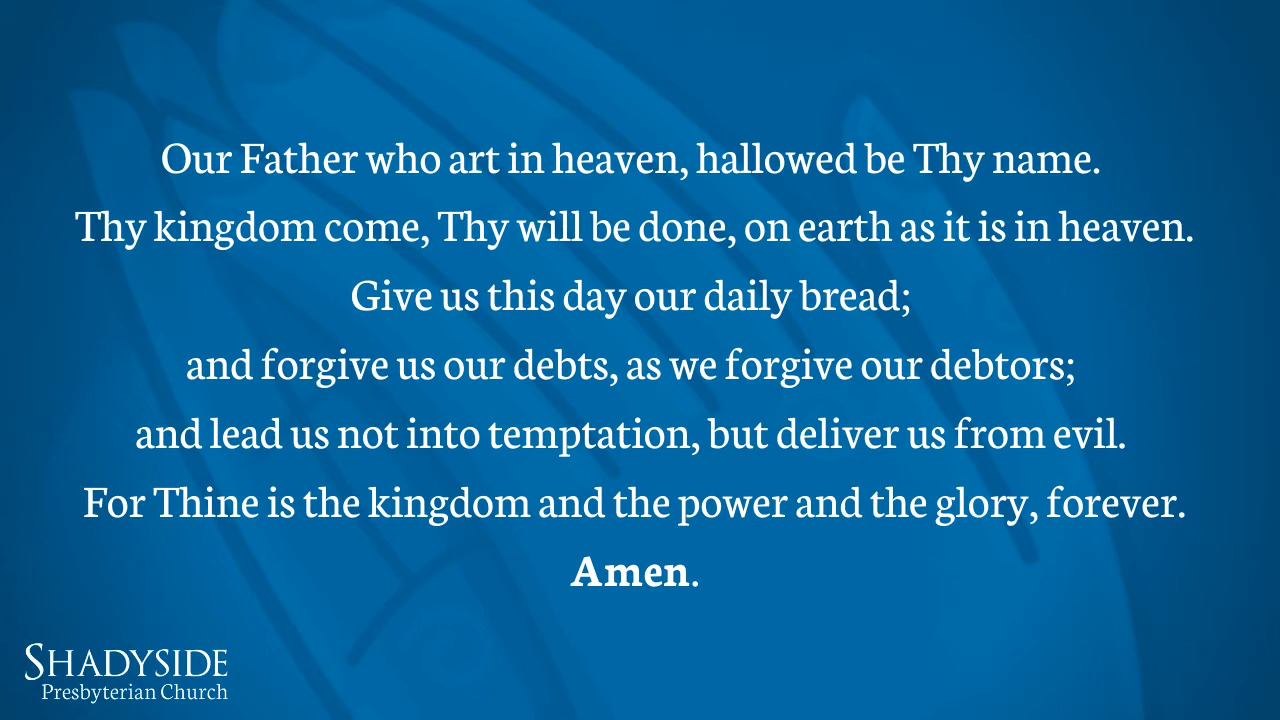 Our Father who art in heaven, hallowed be Thy name.
Thy kingdom come, Thy will be done, on earth as it is in heaven.
Give us this day our daily bread;
and forgive us our debts, as we forgive our debtors;
and lead us not into temptation, but deliver us from evil.
For Thine is the kingdom and the power and the glory, forever.
Amen.
SHADYSIDE
Presbyterian Church